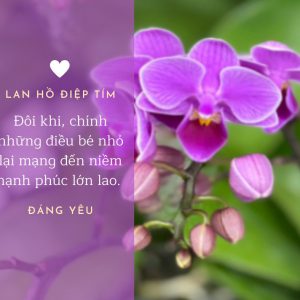 LAN HỒ ĐIỆP TÍM
Đôi khi, chính
những điều bé nhỏ
lại mạng đến niềm
hạnh phúc lớn lao.
ĐÁNG YÊU